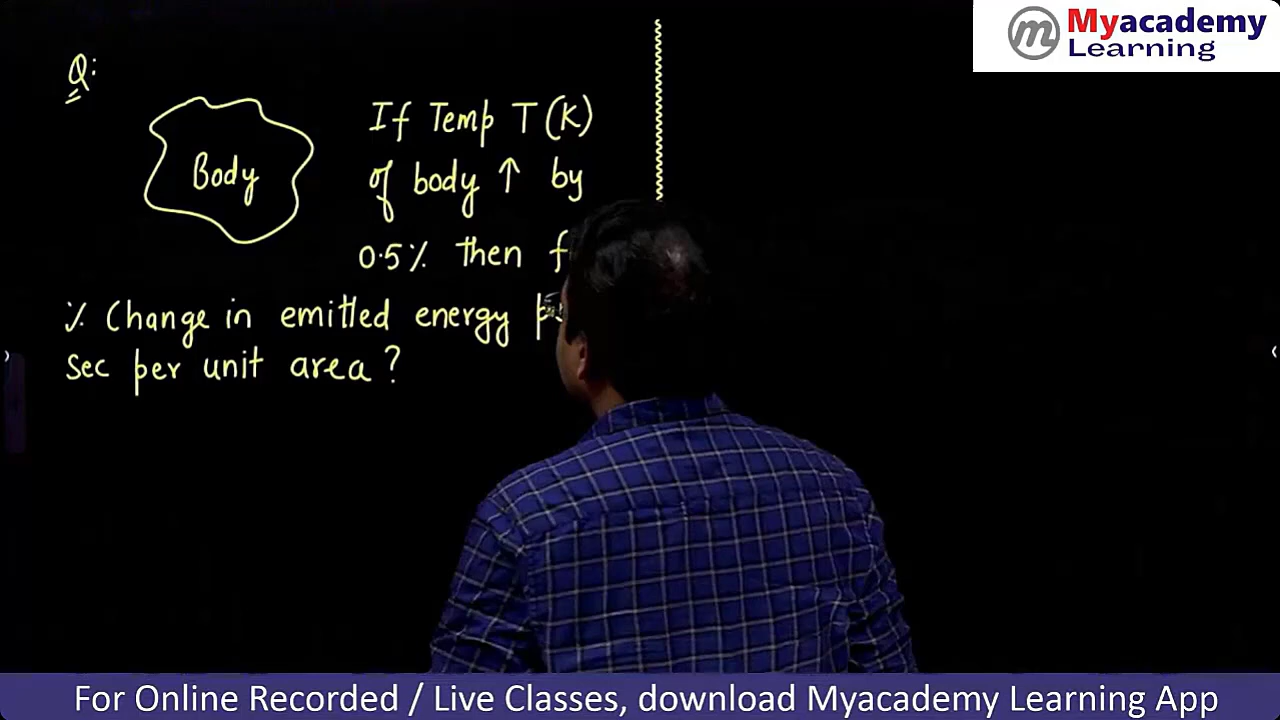 Myacademy
Learning
Q:
Body
If Temp T (K)
of body ↑ by
0.5% then
% Change in emitted energy
sec per unit area ?
For Online Recorded / Live Classes, download Myacademy Learning App